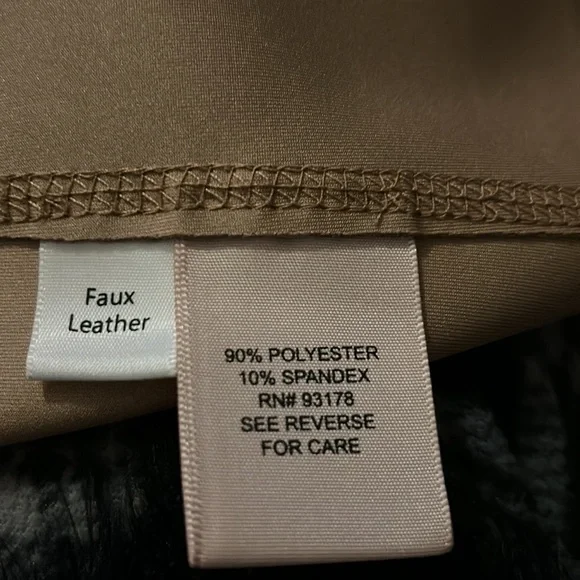 Faux
Leather
90% POLYESTER
10% SPANDEX
RN# 93178
SEE REVERSE
FOR CARE